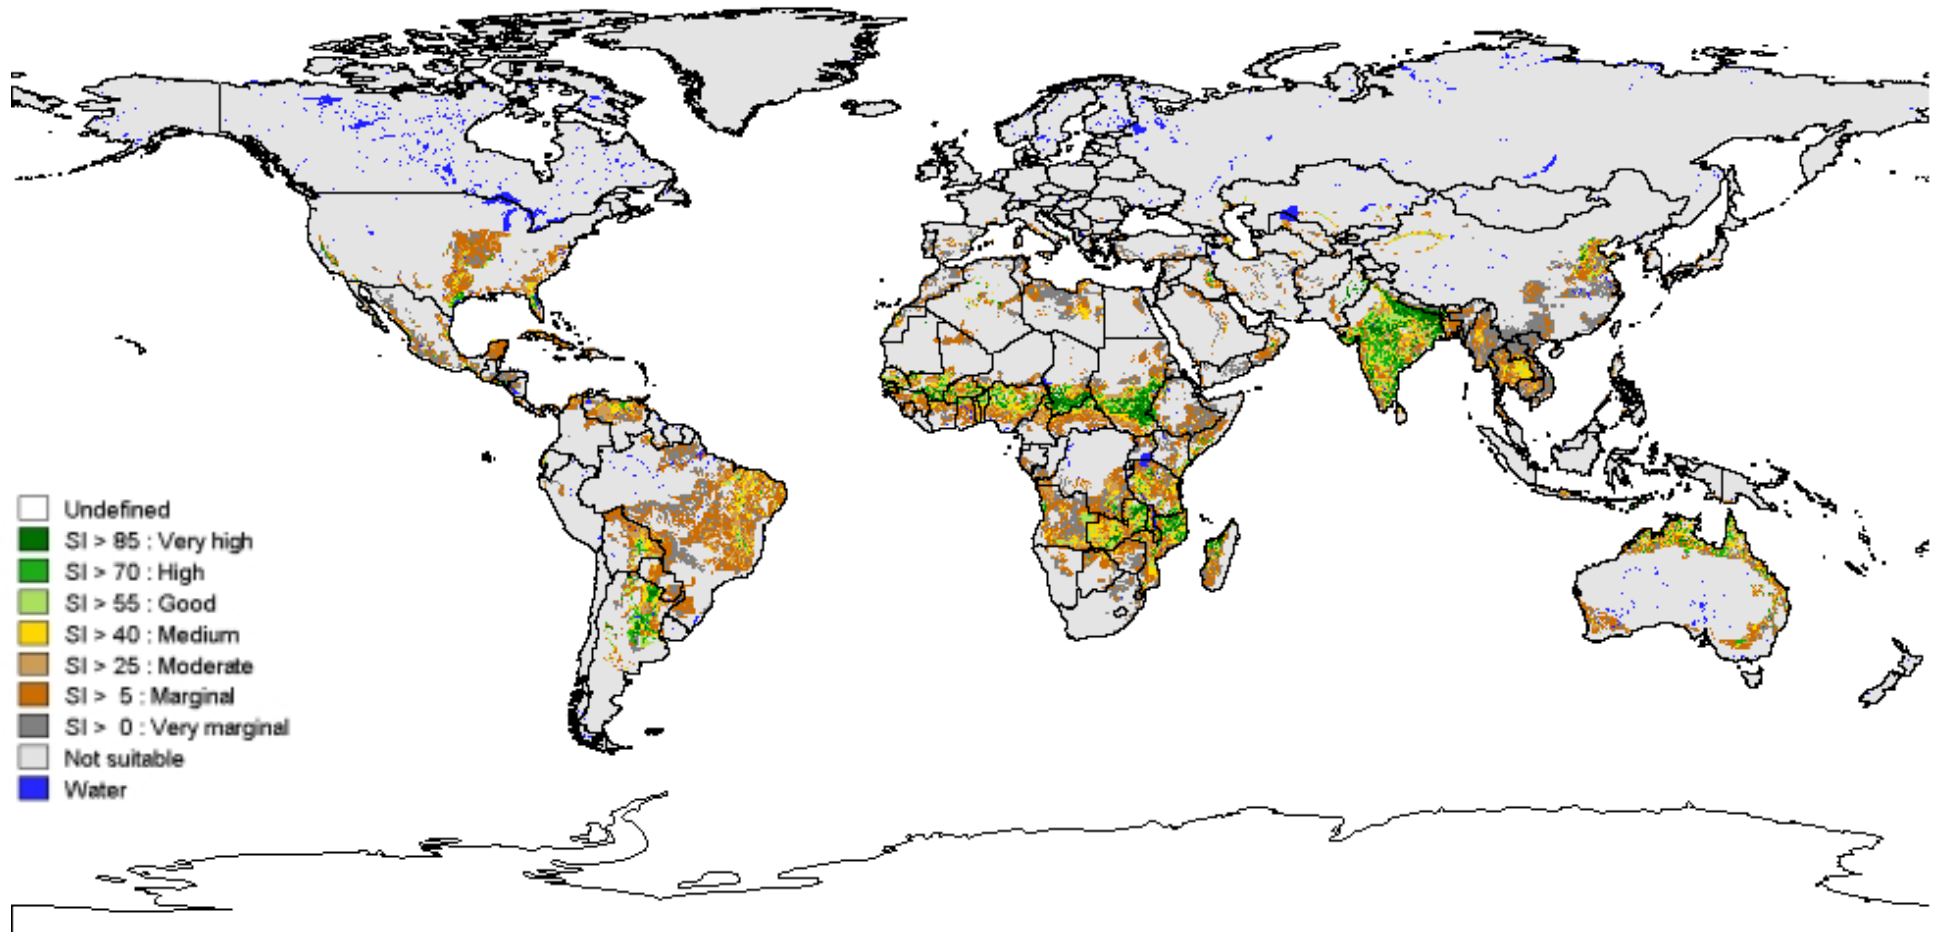 Undefined
SI > 85 : Very high
SI > 70 : High
SI > 55 : Good
SI > 40 : Medium
SI > 25 : Moderate
SI > 5 : Marginal
SI > 0 : Very marginal
Not suitable
Water